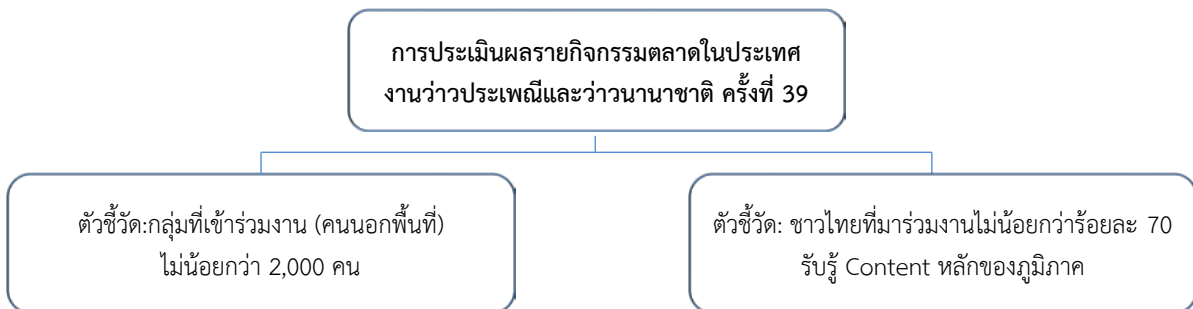 การประเมินผลรายกิจกรรมตลาดในประเทศ
งานว่าวประเพณีและว่าวนานาชาติ ครั้งที่ 39
ตัวชี้วัด:กลุ่มที่เข้าร่วมงาน (คนนอกพื้นที่)
ไม่น้อยกว่า 2,000 คน
ตัวชี้วัด: ชาวไทยที่มาร่วมงานไม่น้อยกว่าร้อยละ 70
รับรู้ Content หลักของภูมิภาค